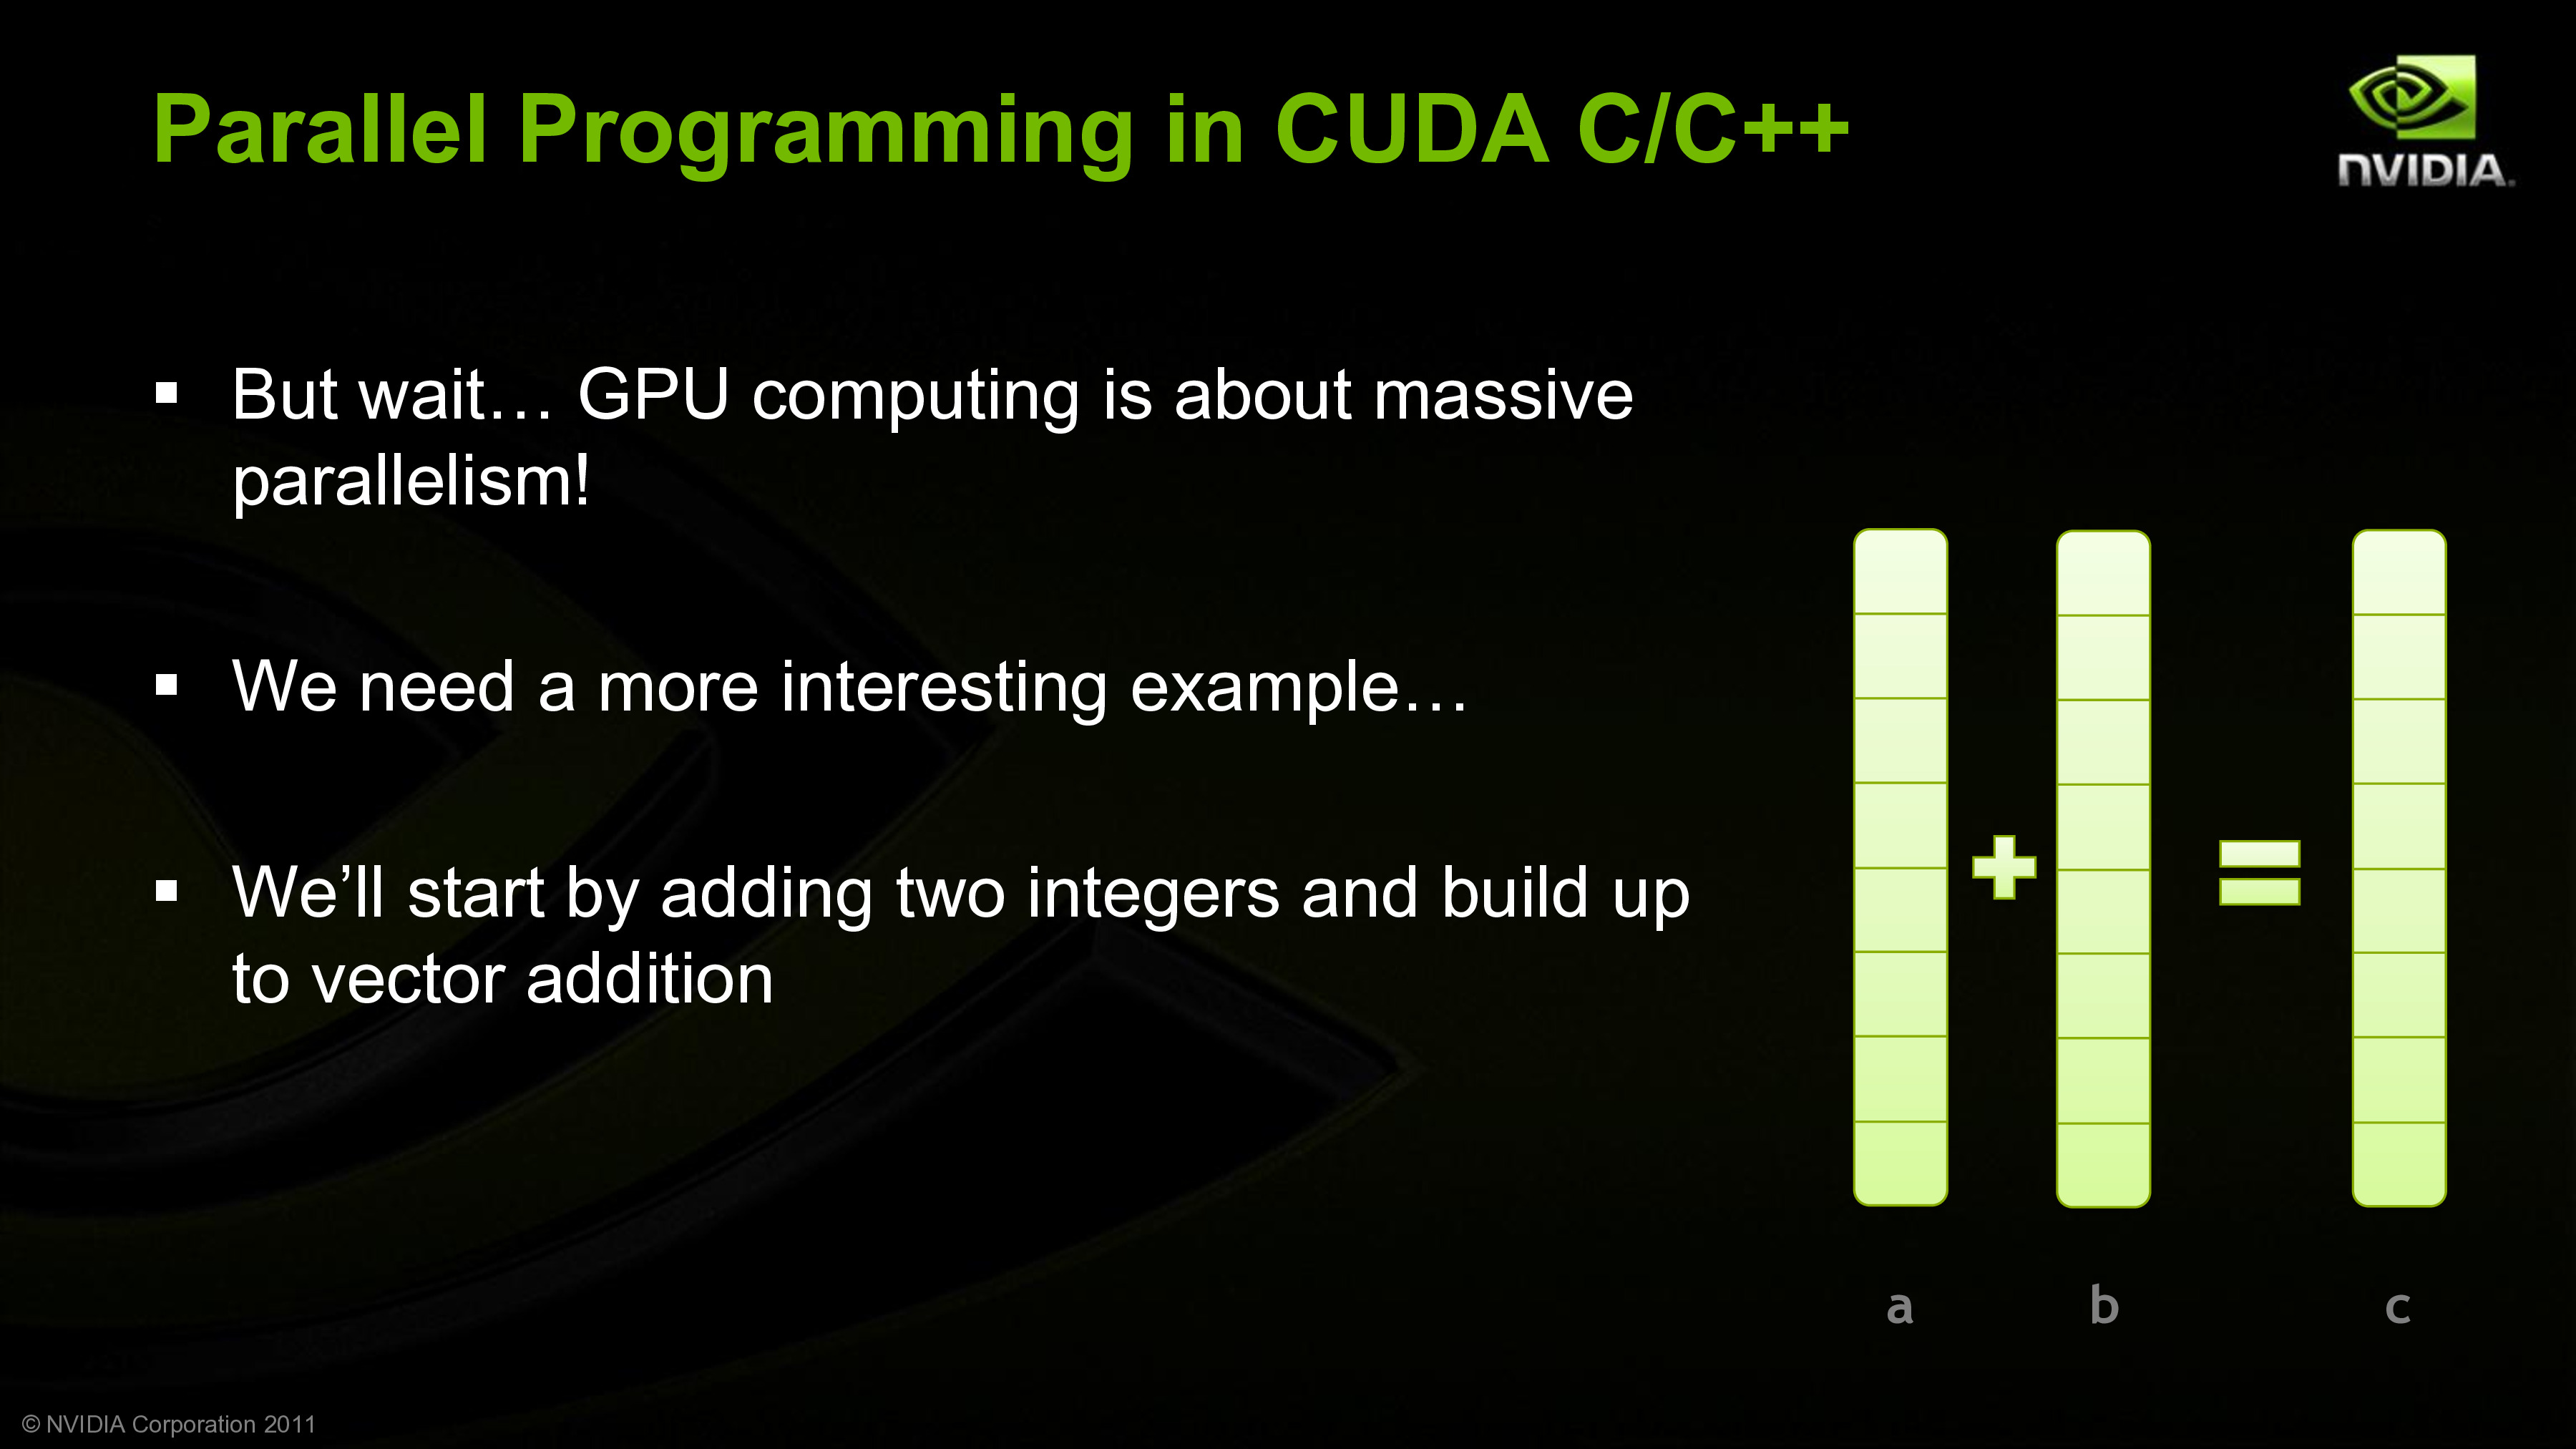 Parallel Programming in CUDA C/C++
NVIDIA.
▪ But wait… GPU computing is about massive
parallelism!
▪ We need a more interesting example…
▪ We’ll start by adding two integers and build up
to vector addition
+ =
a b c
© NVIDIA Corporation 2011